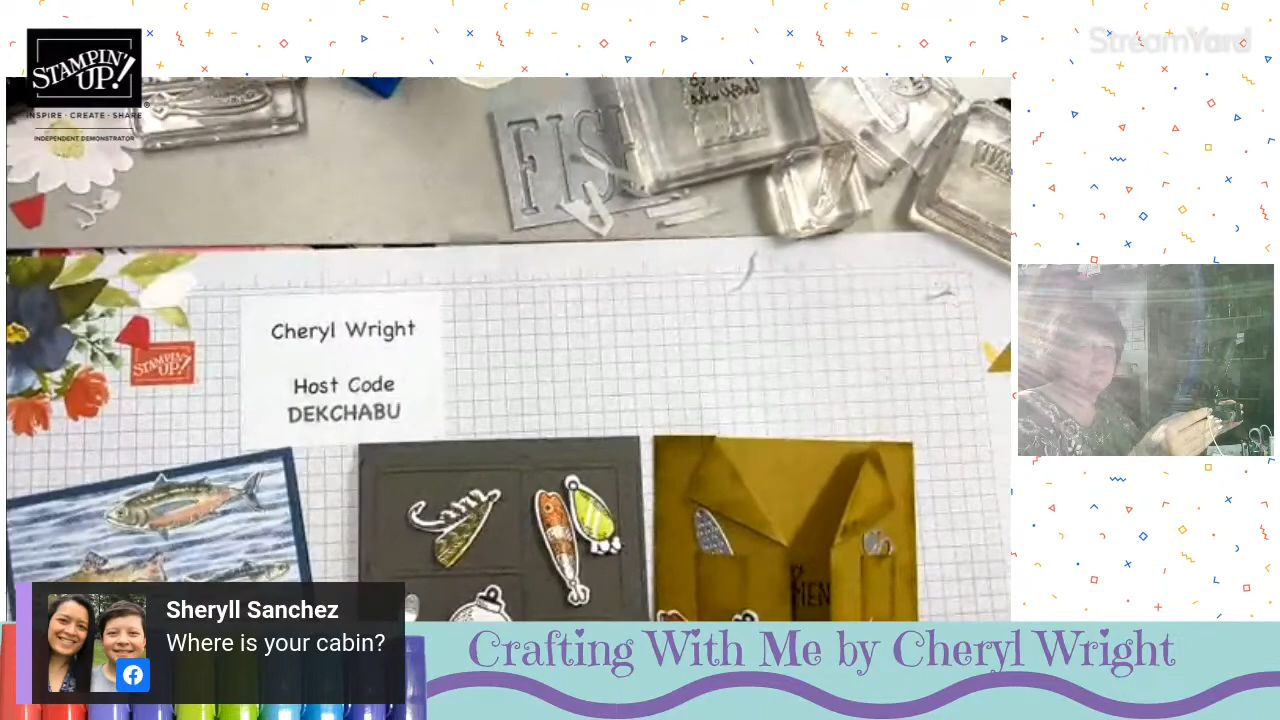 StreamYard
STAMPIN'
UP!
INSPIRE · CREATE · SHARE
INDEPENDENT DEMONSTRATOR
FISH
Cheryl Wright
Host Code
DEKCHABU
STAMPIN'
UP!
MEN
Sheryll Sanchez
Where is your cabin?
Crafting With Me by Cheryl Wright